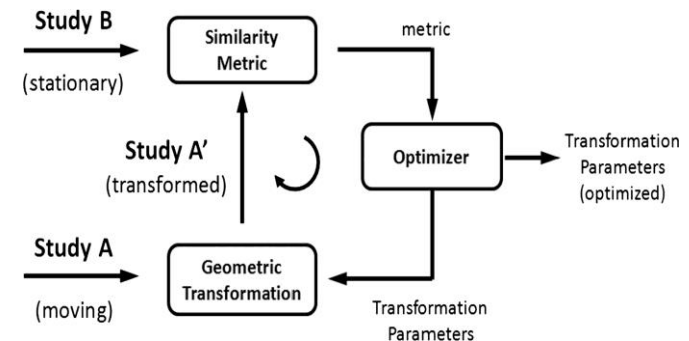 Study B
(stationary)
Similarity
Metric
metric
Study A’
(transformed)
Optimizer
Transformation
Parameters
(optimized)
Study A
(moving)
Geometric
Transformation
Transformation
Parameters